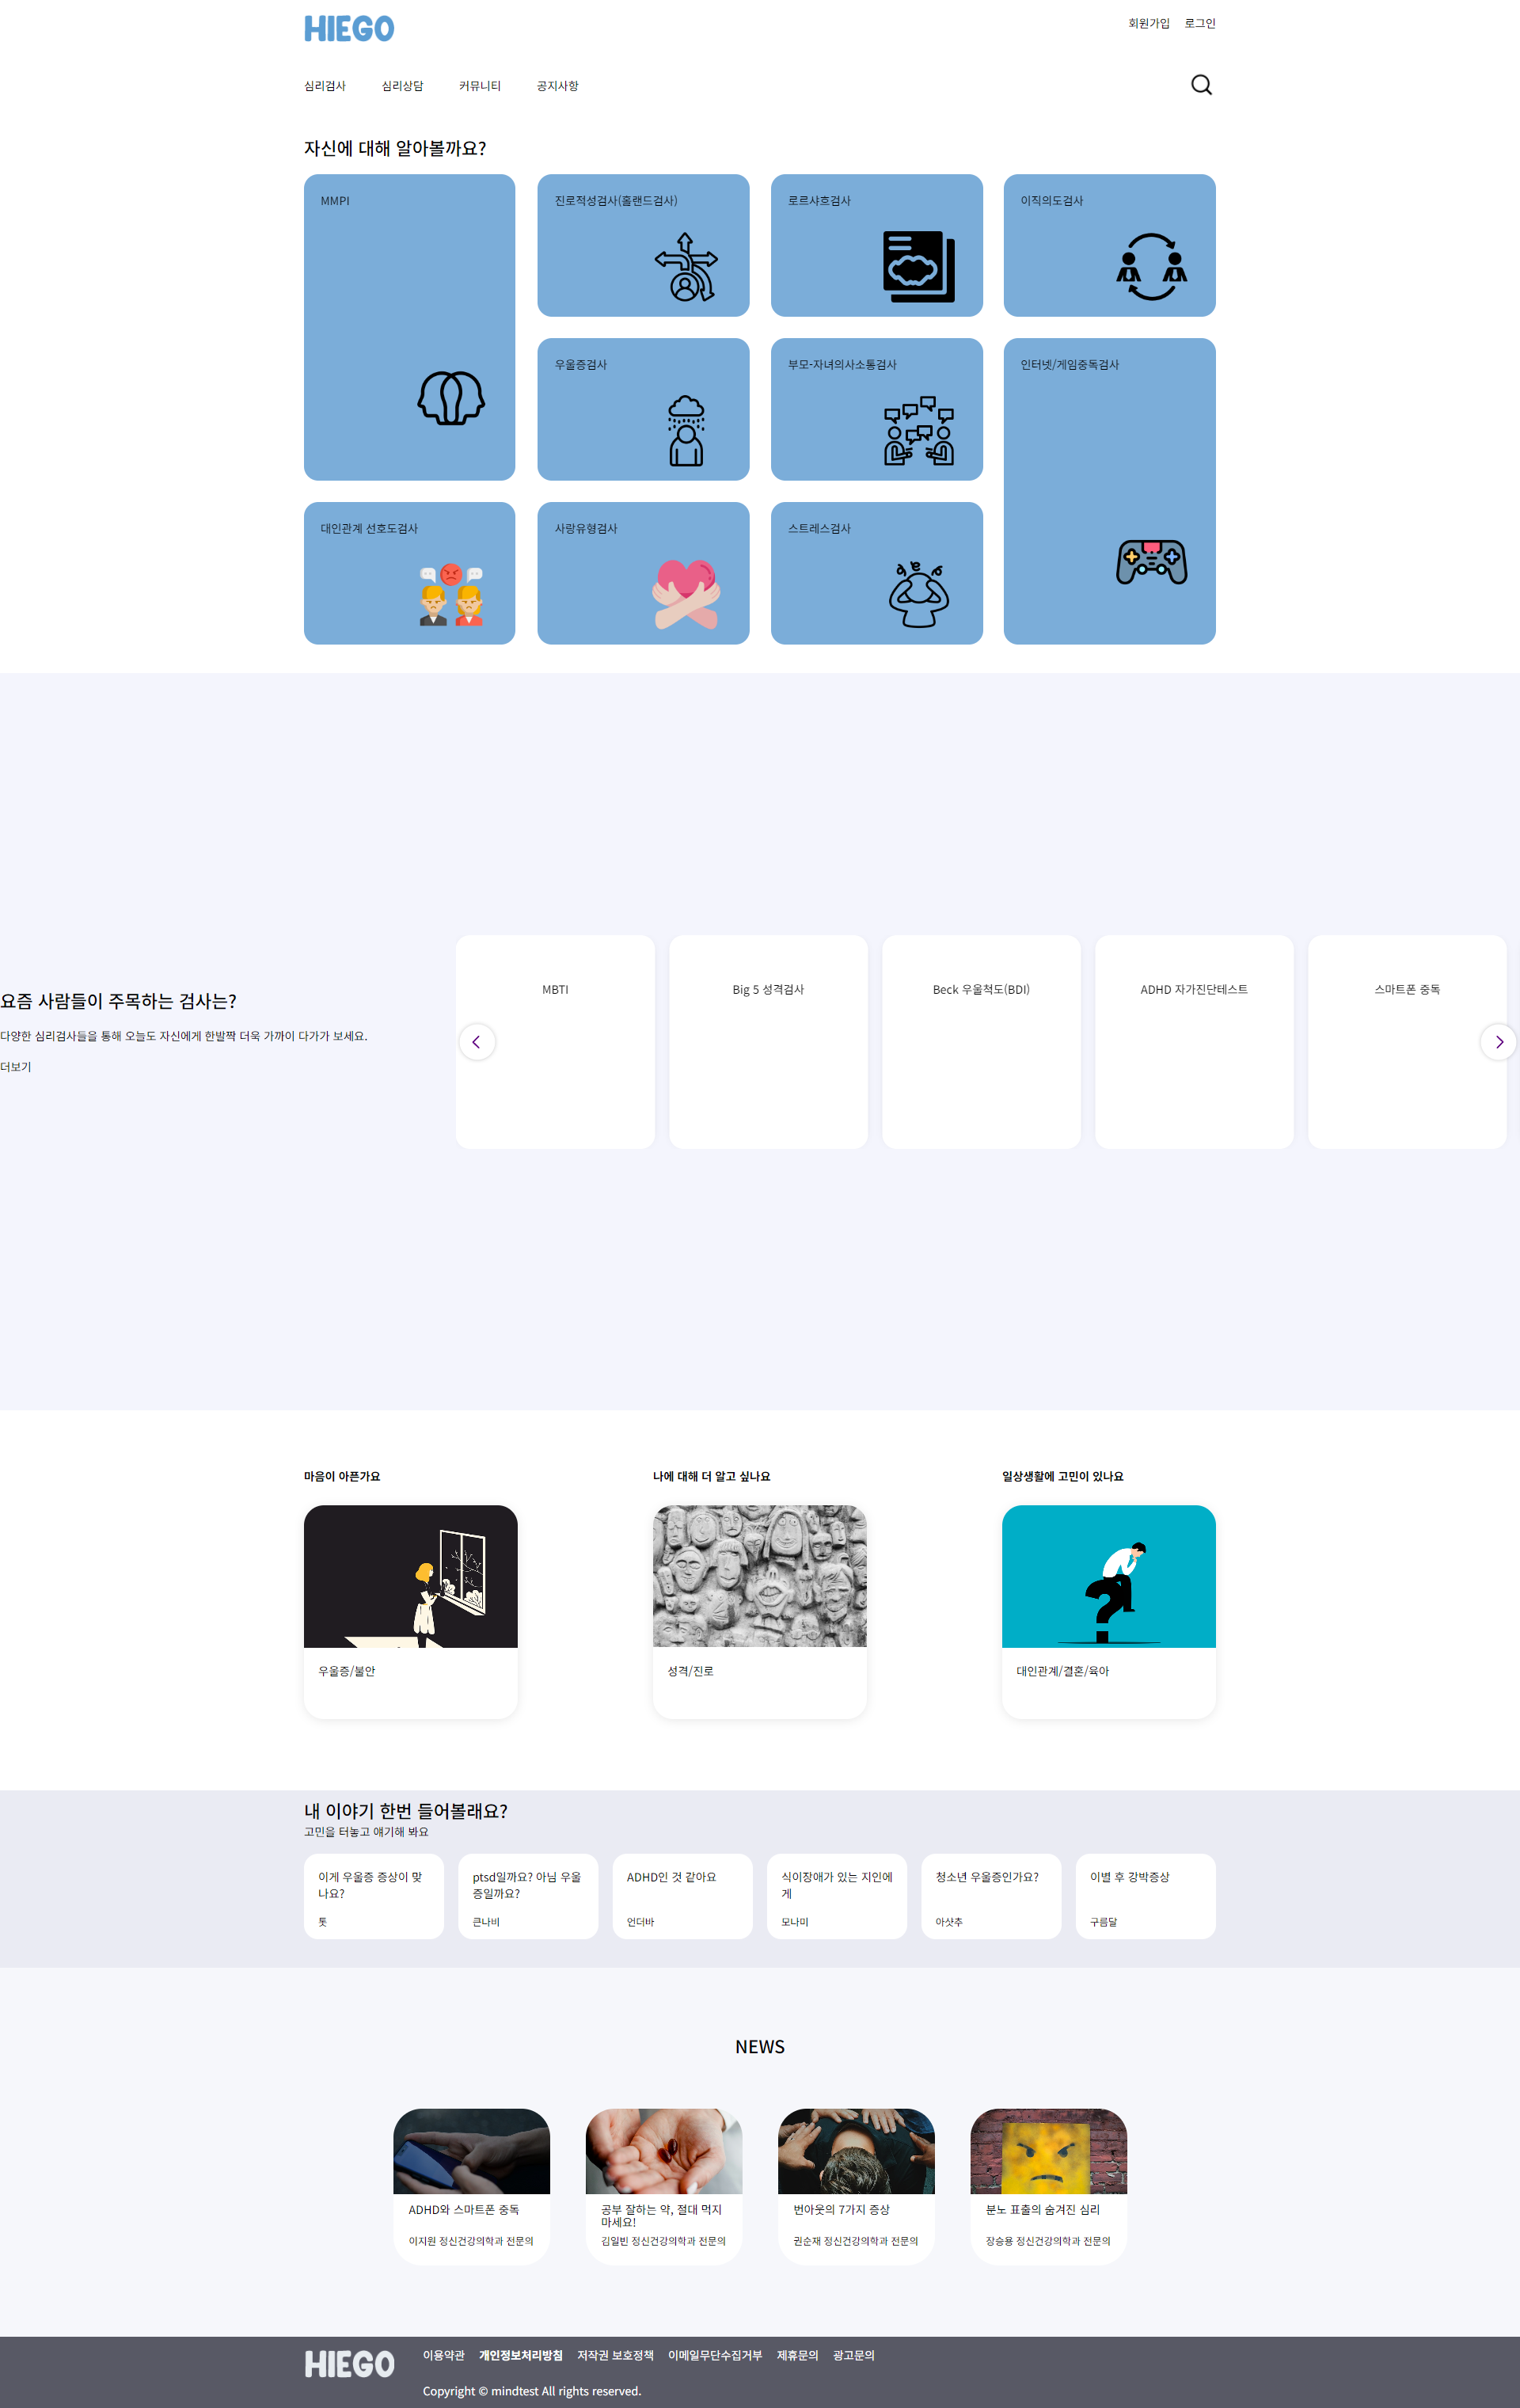 HIEGO
회원가입 로그인
심리검사 심리상담 커뮤니티 공지사항
자신에 대해 알아볼까요?
MMPI
진로적성검사(홀랜드검사)
로르샤흐검사
이직의도검사
우울증검사
부모-자녀의사소통검사
인터넷/게임중독검사
대인관계 선호도검사
사랑유형검사
스트레스검사
요즘 사람들이 주목하는 검사는?
다양한 심리검사들을 통해 오늘도 자신에게 한발짝 더욱 가까이 다가가 보세요.
더보기
MBTI
Big 5 성격검사
Beck 우울척도(BDI)
ADHD 자가진단테스트
스마트폰 중독
마음이 아픈가요
우울증/불안
나에 대해 더 알고 싶나요
성격/진로
일상생활에 고민이 있나요
대인관계/결혼/육아
내 이야기 한번 들어볼래요?
고민을 터놓고 얘기해 봐요
이게 우울증 증상이 맞
나요?
톳
ptsd일까요? 아님 우울
증일까요?
큰나비
ADHD인 것 같아요
언더바
식이장애가 있는 지인에
게
모나미
청소년 우울증인가요?
아샷추
이별 후 강박증상
구름달
NEWS
ADHD와 스마트폰 중독
이지원 정신건강의학과 전문의
공부 잘하는 약, 절대 먹지
마세요!
김일빈 정신건강의학과 전문의
번아웃의 7가지 증상
권순재 정신건강의학과 전문의
분노 표출의 숨겨진 심리
장승용 정신건강의학과 전문의
HIEGO
이용약관 개인정보처리방침 저작권 보호정책 이메일무단수집거부 제휴문의 광고문의
Copyright © mindtest All rights reserved.